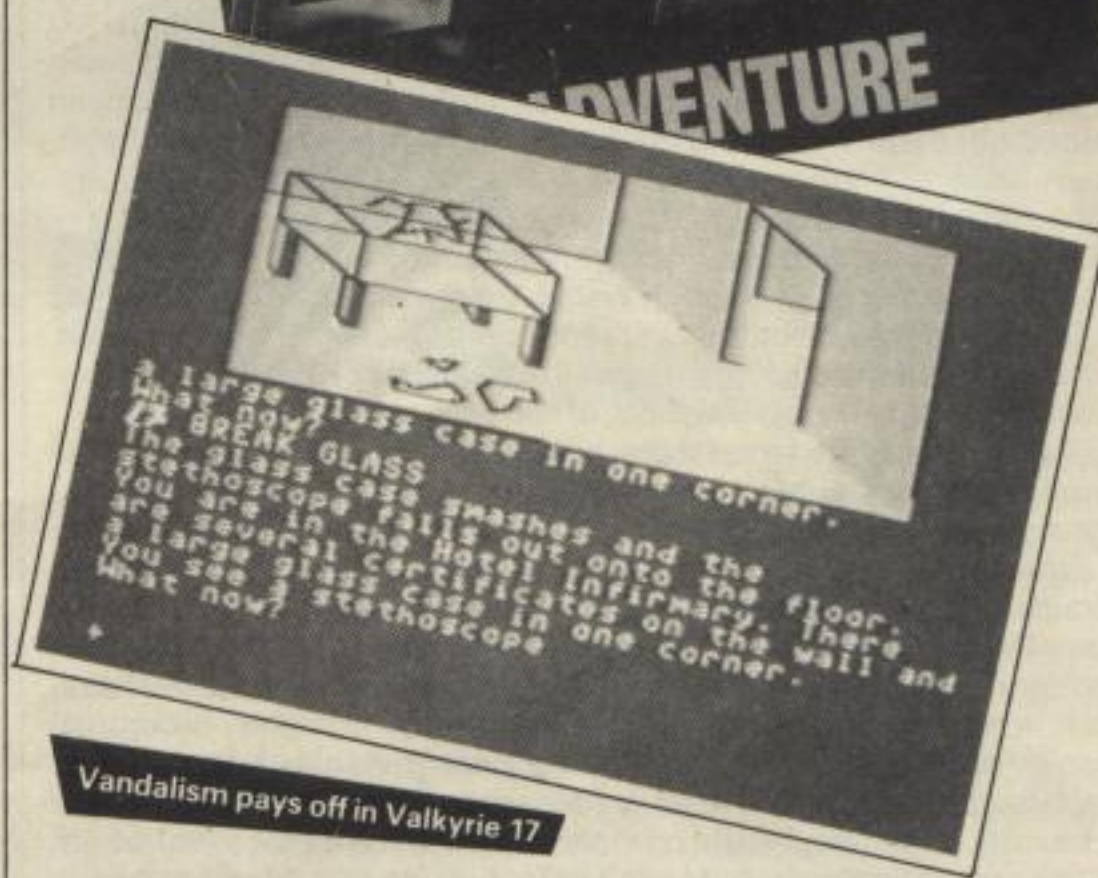 ADVENTURE
a large glass case in one corner.
What now?
BREAK GLASS
The glass case smashes and the
stethoscope falls out onto the floor.
You are in the Hotel Infirmary. There
are several certificates on the wall and
a large glass case in one corner.
You see a stethoscope
What now?
+
Vandalism pays off in Valkyrie 17